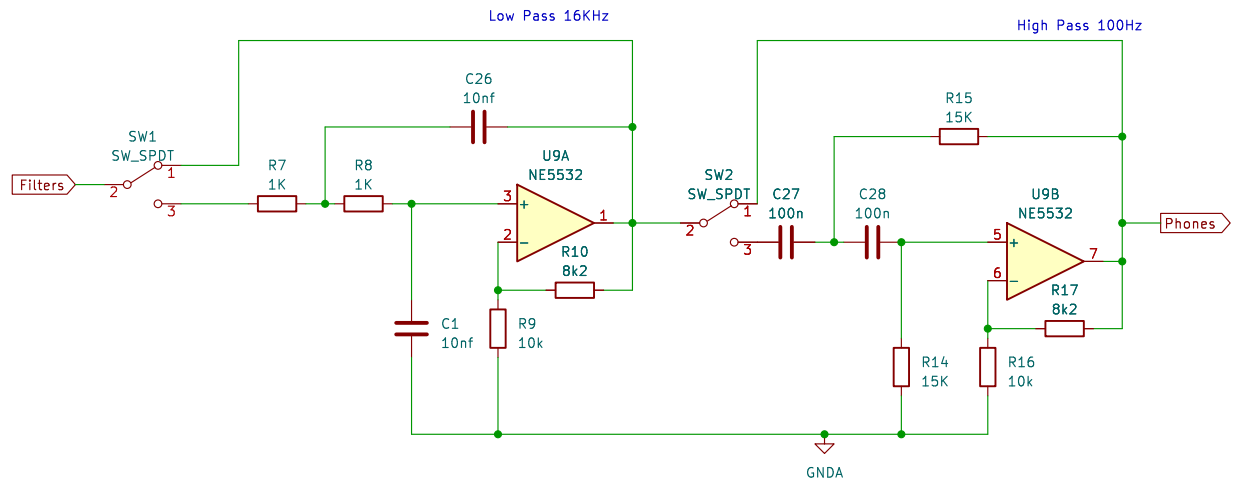 Low Pass 16KHz
High Pass 100Hz
C26
10nf
R15
15K
SW1
SW_SPDT
1
2
3
Filters
R7
1K
R8
1K
U9A
NE5532
3
+
2
-
1
R10
8k2
SW2
SW_SPDT
1
2
3
C27
100n
C28
100n
U9B
NE5532
5
+
6
-
7
Phones
R17
8k2
C1
10nf
R9
10k
R14
15K
R16
10k
GNDA